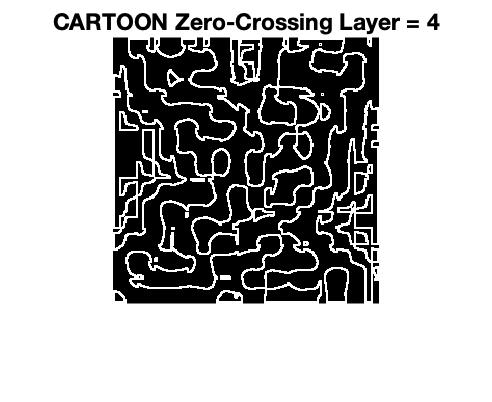 CARTOON Zero-Crossing Layer = 4